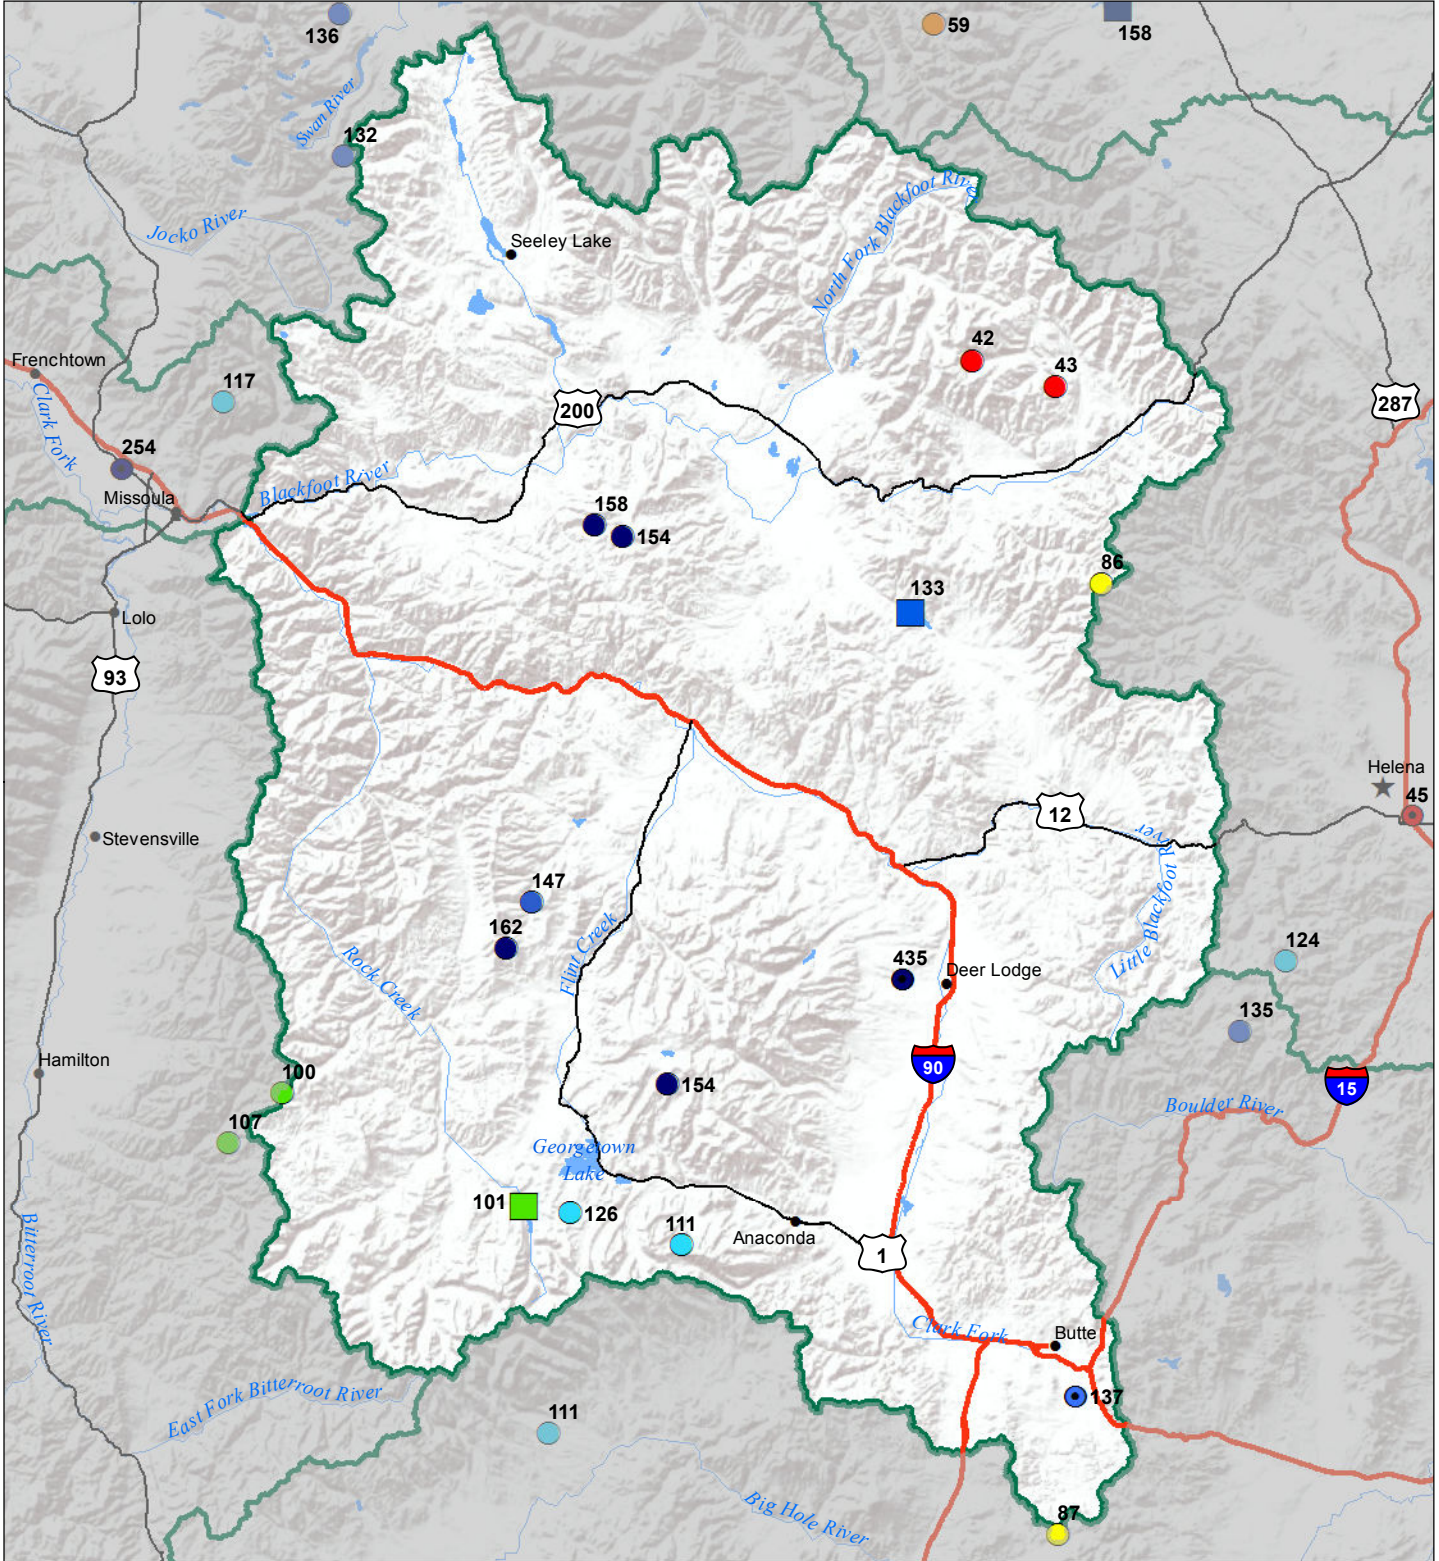 136
59
158
Swan River
132
North Fork Blackfoot River
Jocko River
Seeley Lake
42
43
Frenchtown
117
200
287
Clark Fork
254
Missoula
Blackfoot River
158
154
86
133
Lolo
93
Helena
45
12
Stevensville
Little Blackfoot River
147
162
Flint Creek
Rock Creek
435
Deer Lodge
124
135
Hamilton
100
90
15
154
107
Boulder River
Georgetown
Lake
101
126
111
Anaconda
1
Bitterroot River
Clark Fork
Butte
137
East Fork Bitterroot River
111
Big Hole River
87